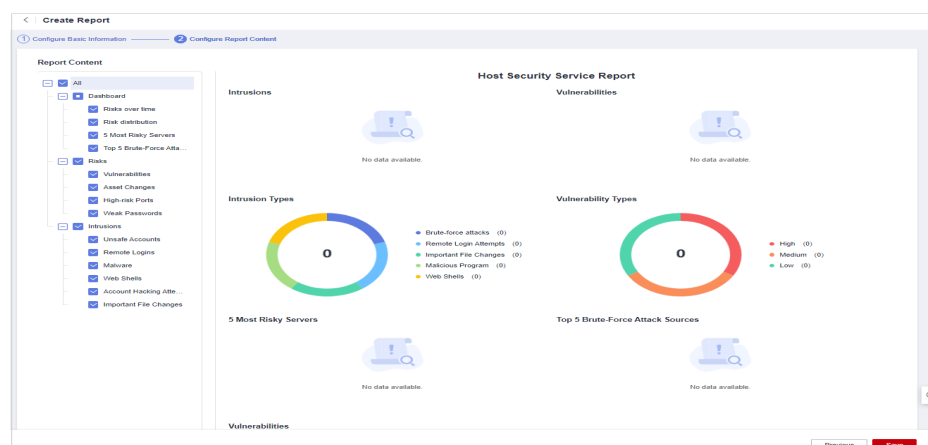 Create Report
1 Configure Basic Information 2 Configure Report Content
Report Content
All
Dashboard
Risks over time
Risk distribution
5 Most Risky Servers
Top 5 Brute-Force Atta...
Risks
Vulnerabilities
Asset Changes
High-risk Ports
Weak Passwords
Intrusions
Unsafe Accounts
Remote Logins
Malware
Web Shells
Account Hacking Atte...
Important File Changes
Host Security Service Report
Intrusions
No data available.
Vulnerabilities
No data available.
Intrusion Types
0
Brute-force attacks (0)
Remote Login Attempts (0)
Important File Changes (0)
Malicious Program (0)
Web Shells (0)
Vulnerability Types
0
High (0)
Medium (0)
Low (0)
5 Most Risky Servers
No data available.
Top 5 Brute-Force Attack Sources
No data available.
Vulnerabilities
Previous
Save